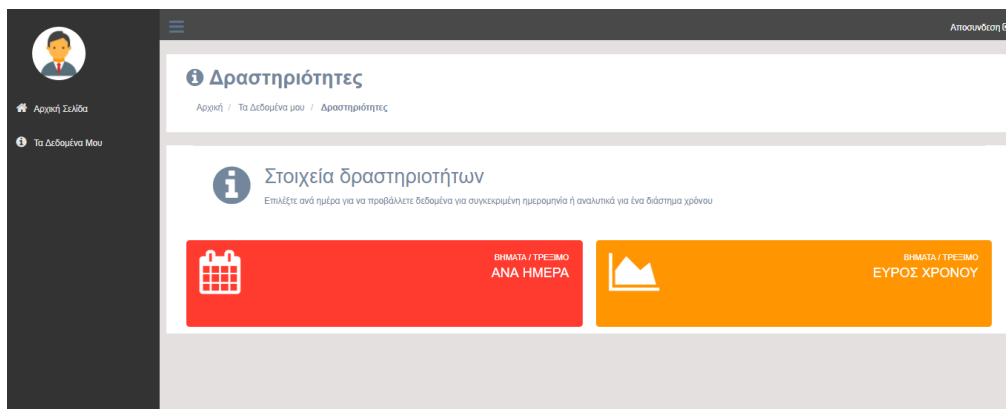 Αποσυνδεση
Δραστηριότητες
Αρχική / Τα Δεδομένα μου / Δραστηριότητες
Αρχική Σελίδα
Τα Δεδομένα Μου
Στοιχεία δραστηριοτήτων
Επιλέξτε ανά ημέρα για να προβάλλετε δεδομένα για συγκεκριμένη ημερομηνία ή αναλυτικά για ένα διάστημα χρόνου
ΒΗΜΑΤΑ / ΤΡΕΞΙΜΟ
ΑΝΑ ΗΜΕΡΑ
ΒΗΜΑΤΑ / ΤΡΕΞΙΜΟ
ΕΥΡΟΣ ΧΡΟΝΟΥ